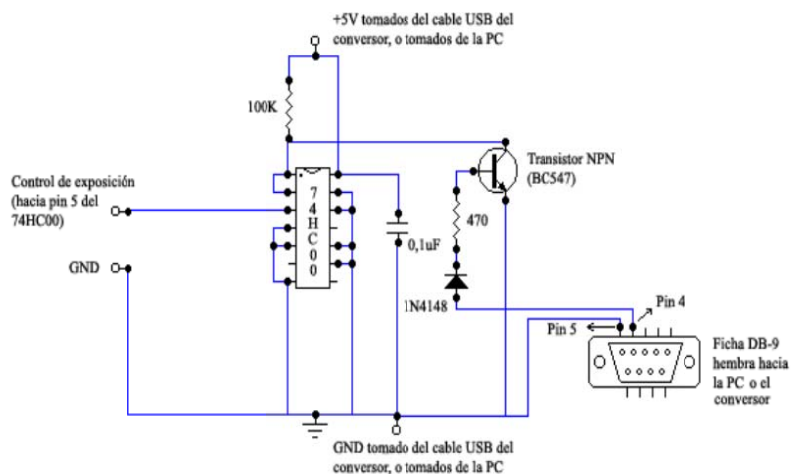 +5V tomados del cable USB del
conversor, o tomados de la PC
100K
Transistor NPN
(BC547)
Control de exposición
(hacia pin 5 del
74HC00)
74HC00
470
0,1uF
GND
1N4148
Pin 4
Pin 5
Ficha DB-9
hembra hacia
la PC o el
conversor
GND tomado del cable USB del
conversor, o tomados de la PC